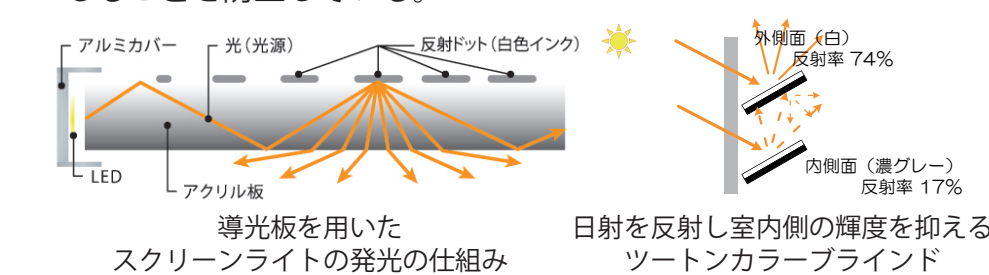 アルミカバー
光(光源)
反射ドット(白色インク)
LED
アクリル板
導光板を用いた
スクリーンライトの発光の仕組み
外側面(白)
反射率 74%
内側面(濃グレー)
反射率 17%
日射を反射し室内側の輝度を抑える
ツートンカラーブラインド